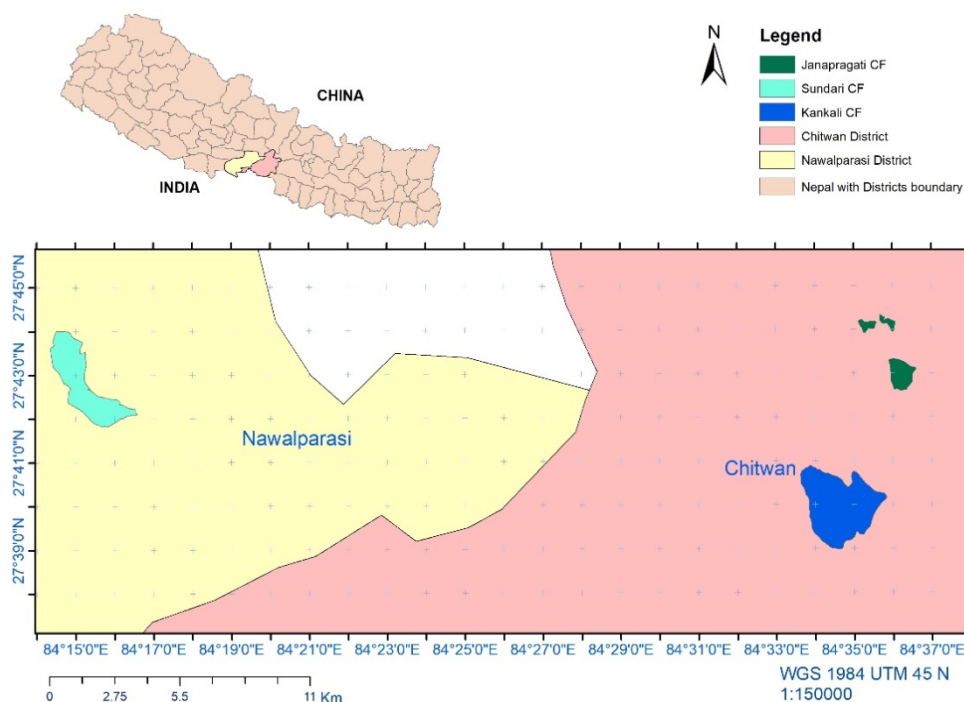 N
Legend
Janapragati CF
Sundari CF
Kankali CF
Chitwan District
Nawalparasi District
Nepal with Districts boundary
CHINA
INDIA
27°45'0"N
27°43'0"N
27°41'0"N
27°39'0"N
Nawalparasi
Chitwan
84°15'0"E 84°17'0"E 84°19'0"E 84°21'0"E 84°23'0"E 84°25'0"E 84°27'0"E 84°29'0"E 84°31'0"E 84°33'0"E 84°35'0"E 84°37'0"E
0 2.75 5.5 11 Km
WGS 1984 UTM 45 N
1:150000